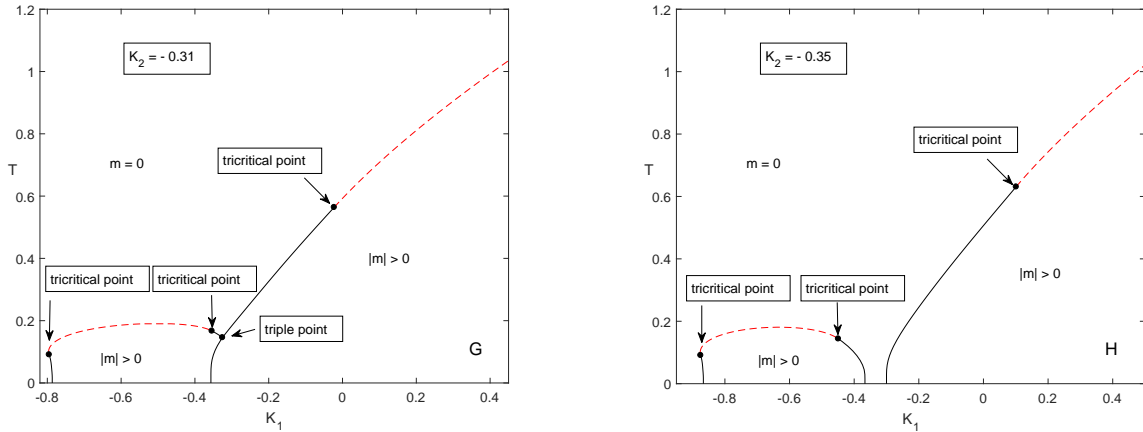 1.2
1
0.8
0.6
0.4
0.2
0
T
K2 = - 0.31
tricritical point
m = 0
|m| > 0
tricritical point
tricritical point
triple point
|m| > 0
G
-0.8
-0.6
-0.4
-0.2
0
0.2
0.4
K1
1.2
1
0.8
0.6
0.4
0.2
0
T
K2 = - 0.35
tricritical point
m = 0
|m| > 0
tricritical point
tricritical point
|m| > 0
H
-0.8
-0.6
-0.4
-0.2
0
0.2
0.4
K1